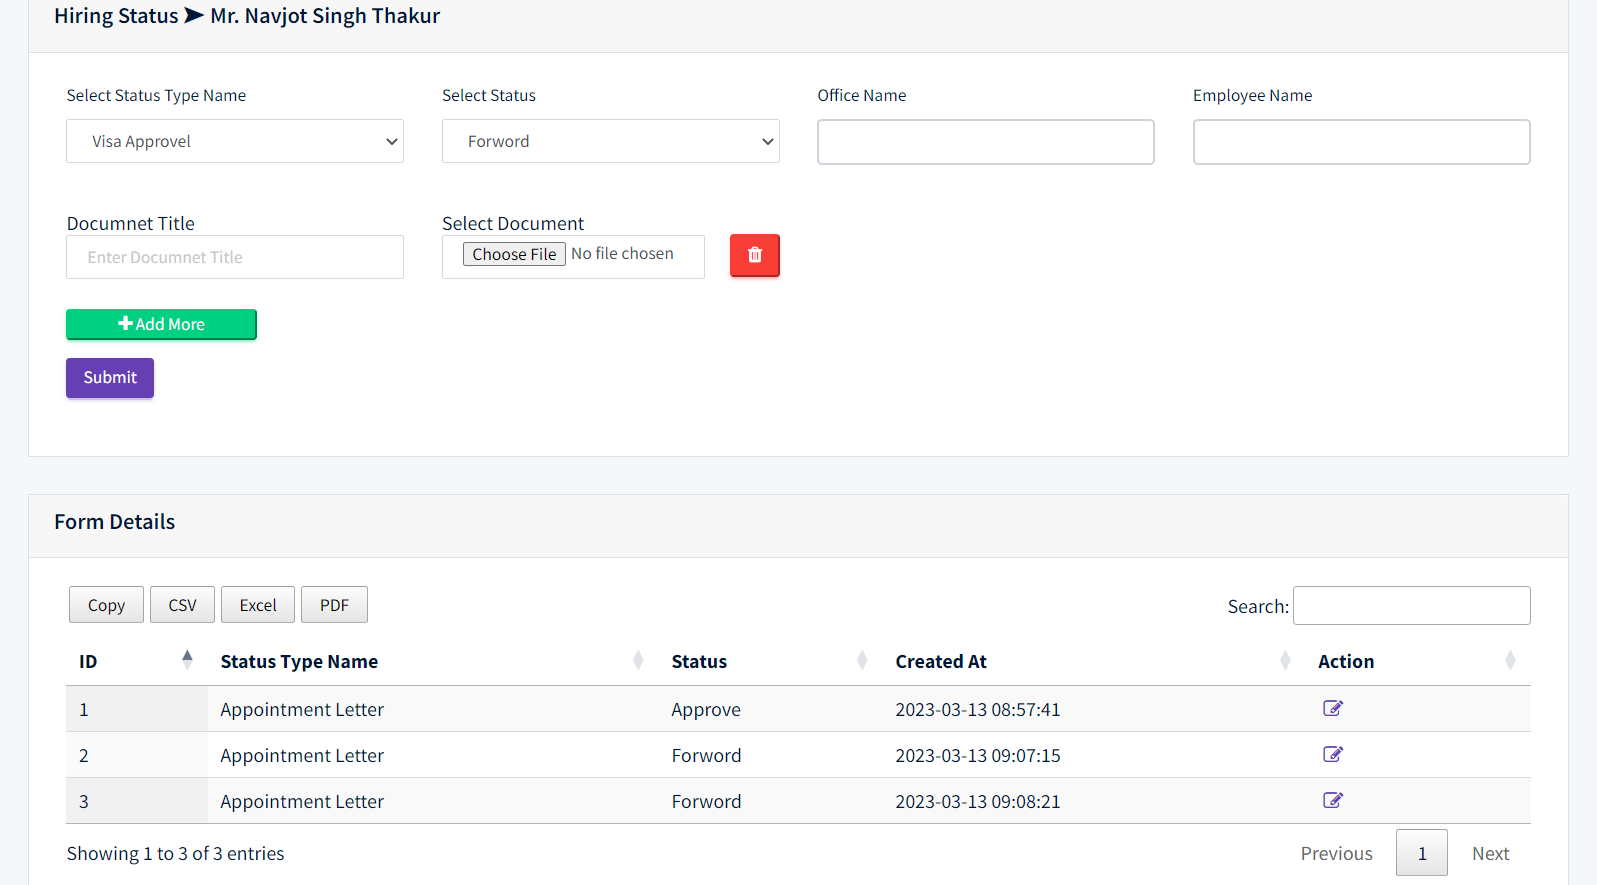 Hiring Status ➤ Mr. Navjot Singh Thakur
Select Status Type Name Select Status Office Name Employee Name
Visa Approvel Forword
Documnet Title Select Document
Enter Documnet Title Choose File No file chosen
Add More
Submit
Form Details
Copy CSV Excel PDF Search:
ID Status Type Name Status Created At Action
1 Appointment Letter Approve 2023-03-13 08:57:41
2 Appointment Letter Forword 2023-03-13 09:07:15
3 Appointment Letter Forword 2023-03-13 09:08:21
Showing 1 to 3 of 3 entries Previous 1 Next